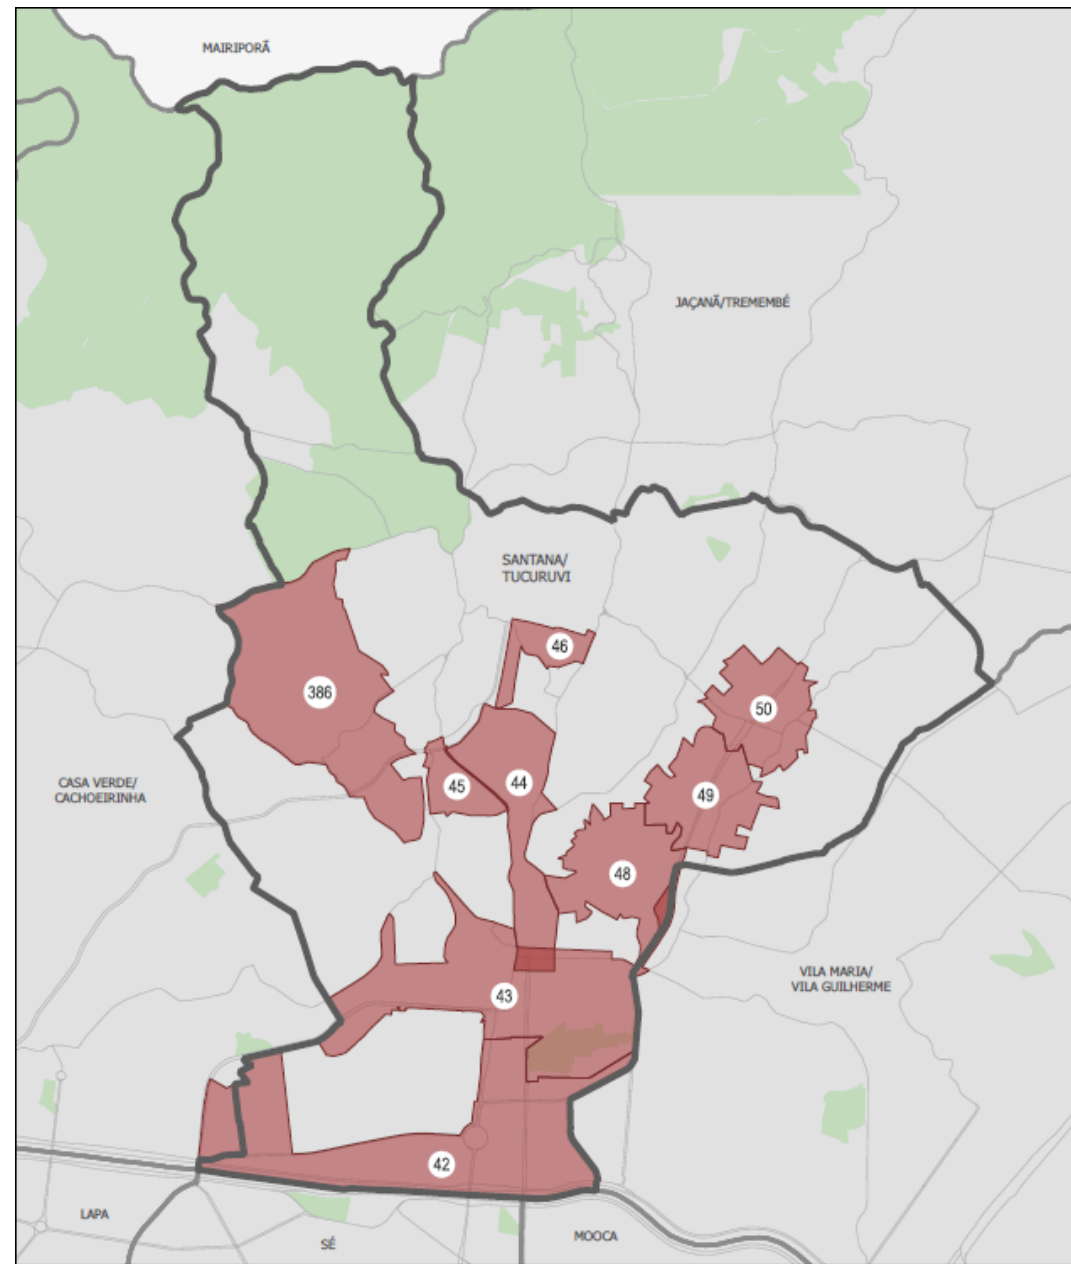 MAIRIPORÃ
JAÇANÃ/TREMEMBÉ
SANTANA/
TUCURUVI
46
386
50
CASA VERDE/
CACHOEIRINHA
45
44
49
48
VILA MARIA/
VILA GUILHERME
43
42
LAPA
SÉ
MOOCA